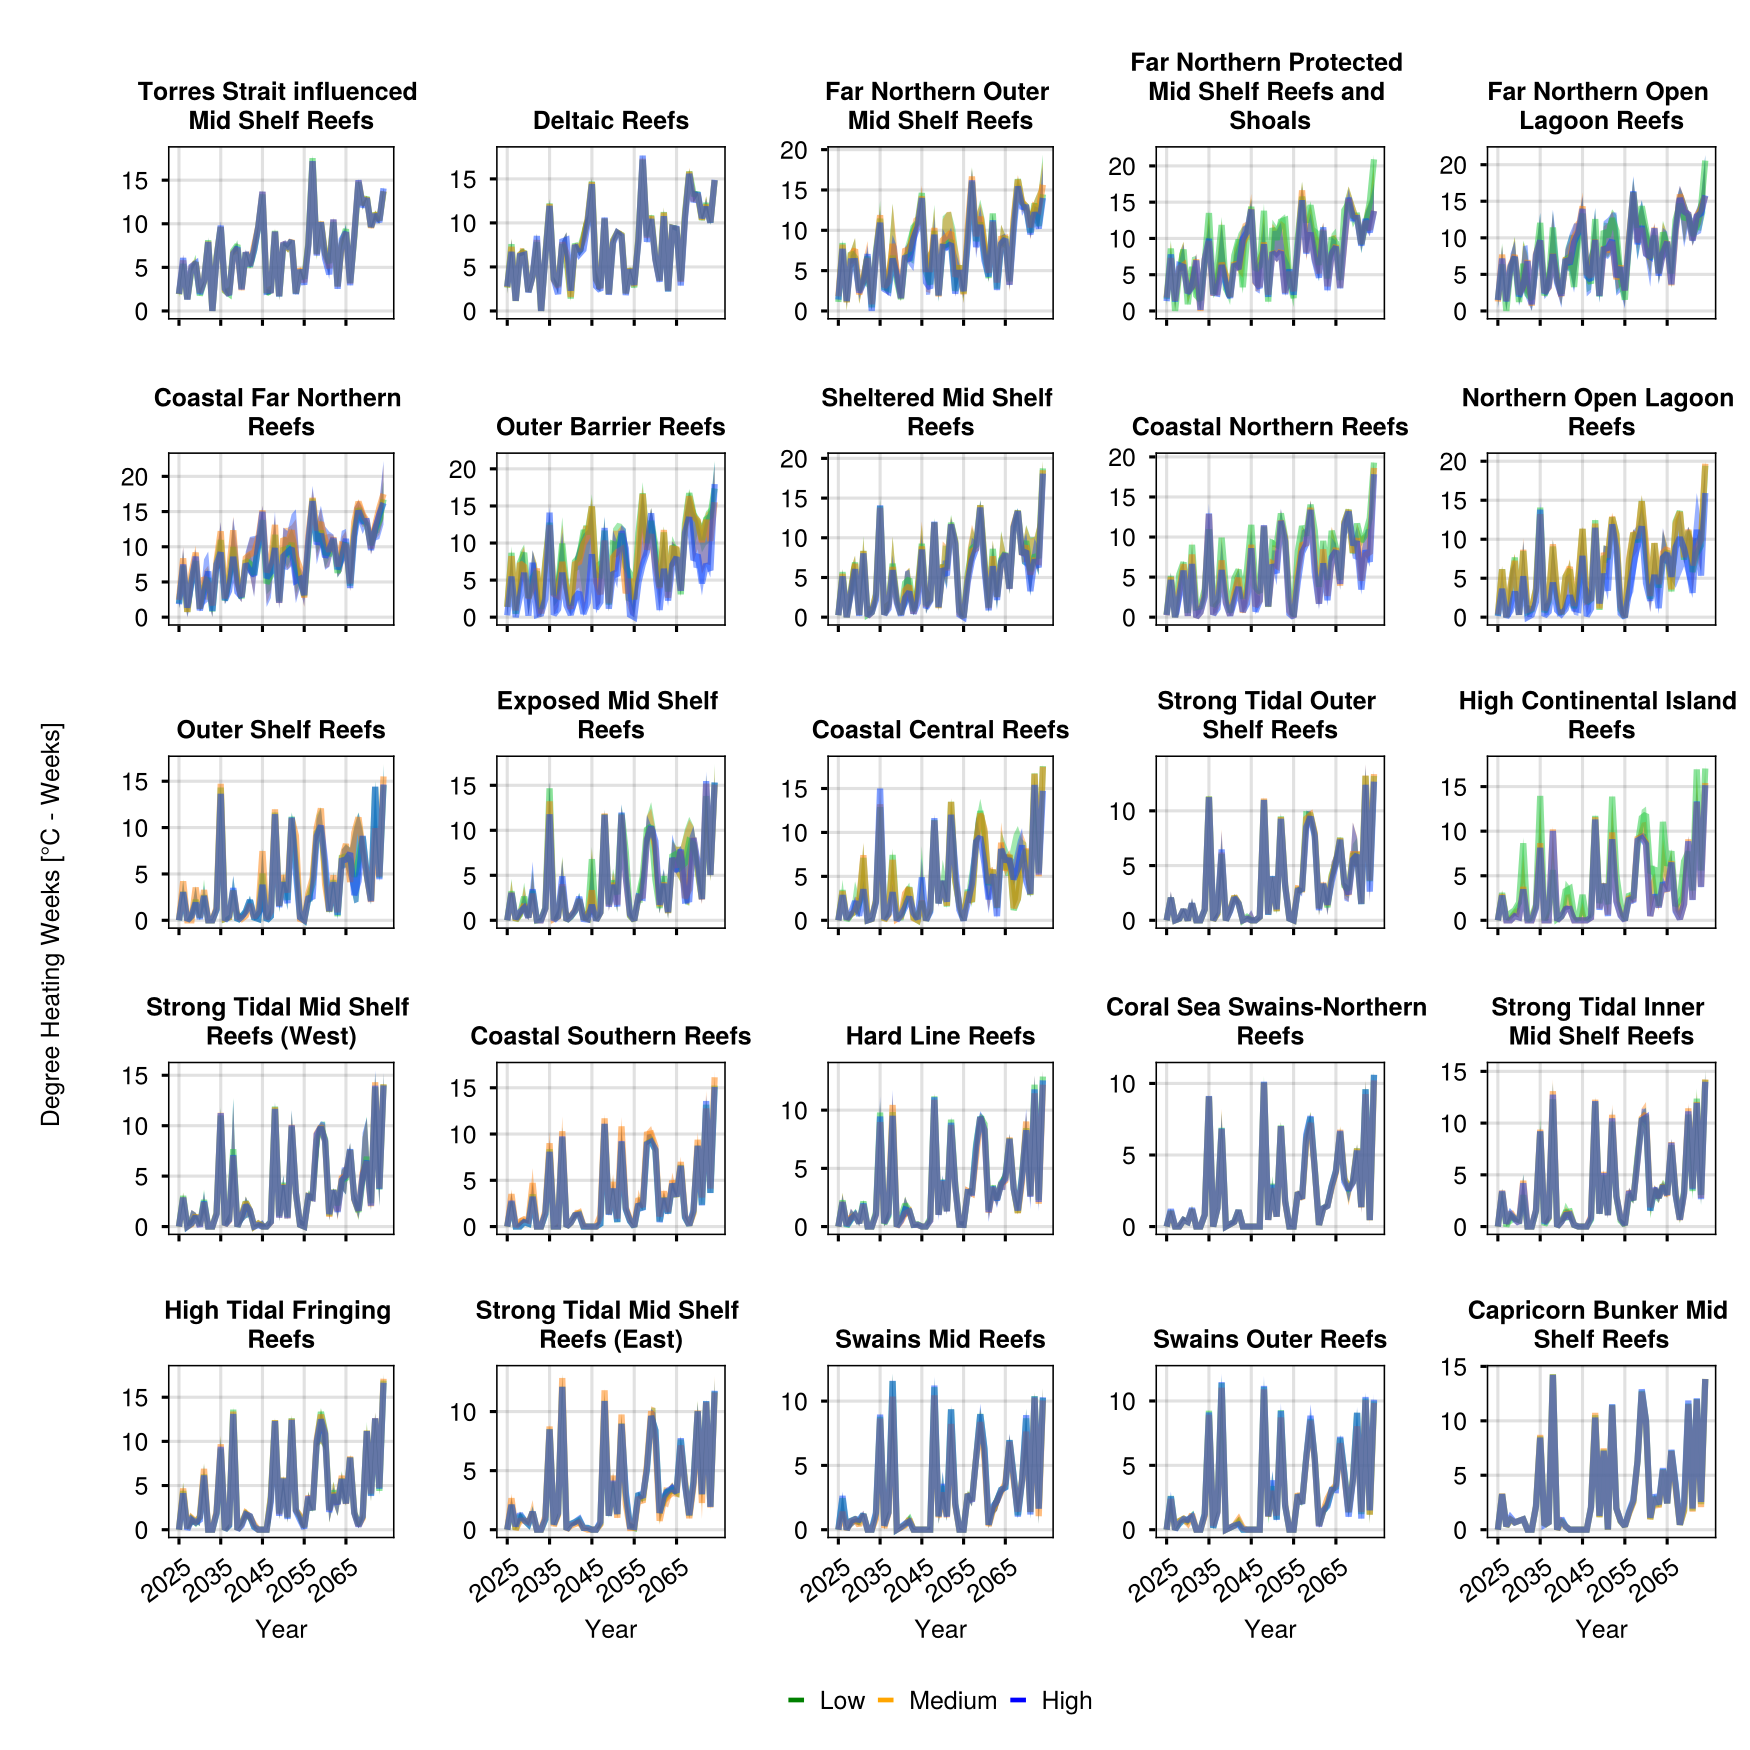 Torres Strait influenced
Mid Shelf Reefs
Deltaic Reefs
Far Northern Outer
Mid Shelf Reefs
Far Northern Protected
Mid Shelf Reefs and
Shoals
Far Northern Open
Lagoon Reefs
15
10
5
0
15
10
5
0
20
15
10
5
0
20
15
10
5
0
20
15
10
5
0
Coastal Far Northern
Reefs
Outer Barrier Reefs
Sheltered Mid Shelf
Reefs
Coastal Northern Reefs
Northern Open Lagoon
Reefs
20
15
10
5
0
20
15
10
5
0
20
15
10
5
0
20
15
10
5
0
20
15
10
5
0
Degree Heating Weeks [°C - Weeks]
Outer Shelf Reefs
Exposed Mid Shelf
Reefs
Coastal Central Reefs
Strong Tidal Outer
Shelf Reefs
High Continental Island
Reefs
15
10
5
0
15
10
5
0
15
10
5
0
10
5
0
15
10
5
0
Strong Tidal Mid Shelf
Reefs (West)
Coastal Southern Reefs
Hard Line Reefs
Coral Sea Swains-Northern
Reefs
Strong Tidal Inner
Mid Shelf Reefs
15
10
5
0
15
10
5
0
10
5
0
10
5
0
15
10
5
0
High Tidal Fringing
Reefs
Strong Tidal Mid Shelf
Reefs (East)
Swains Mid Reefs
Swains Outer Reefs
Capricorn Bunker Mid
Shelf Reefs
15
10
5
0
10
5
0
10
5
0
10
5
0
15
10
5
0
2025 2035 2045 2055 2065
2025 2035 2045 2055 2065
2025 2035 2045 2055 2065
2025 2035 2045 2055 2065
2025 2035 2045 2055 2065
Year
Year
Year
Year
Year
Low Medium High